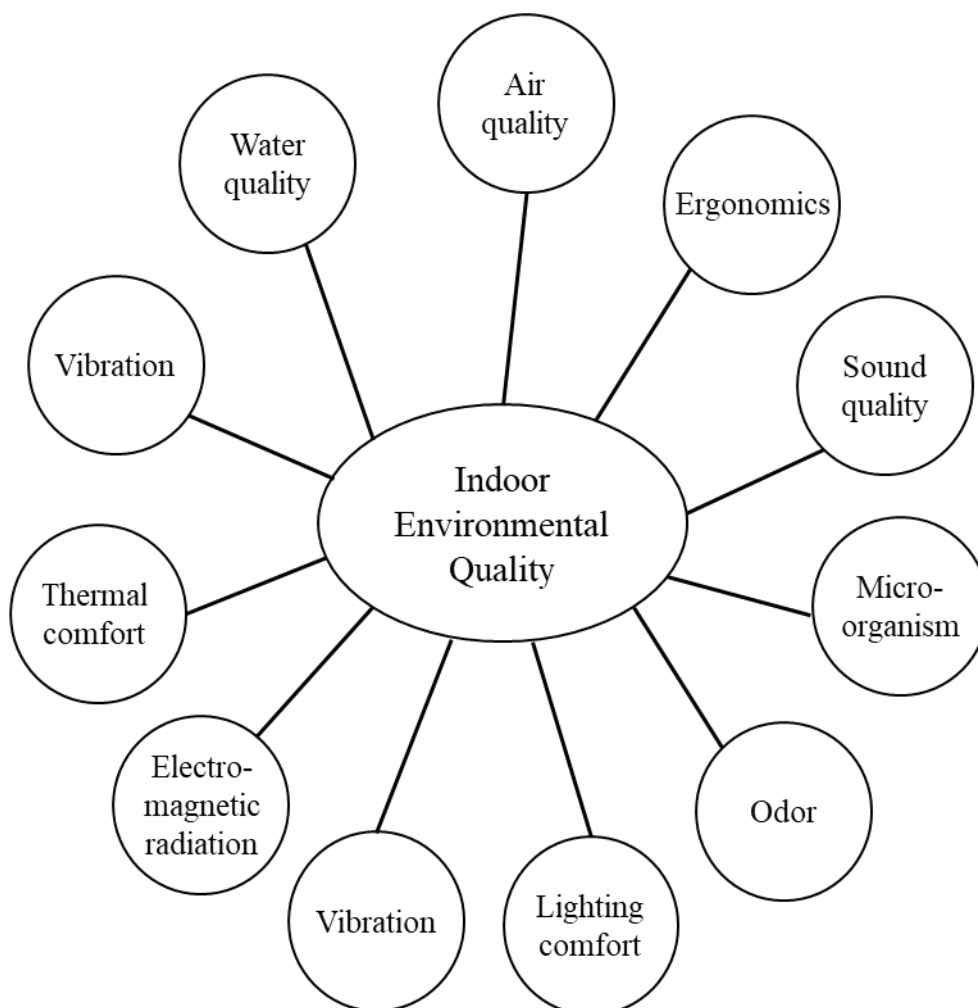 Air
quality
Water
quality
Ergonomics
Vibration
Sound
quality
Indoor
Environmental
Quality
Thermal
comfort
Micro-
organism
Electro-
magnetic
radiation
Odor
Vibration
Lighting
comfort